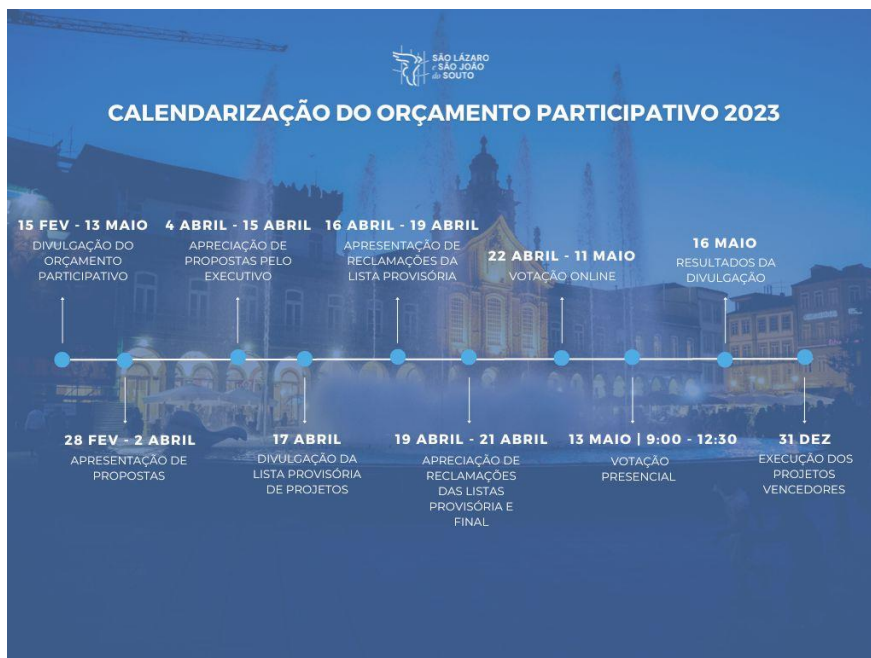 SÃO LÁZARO
e SÃO JOÃO
do SOUTO
CALENDARIZAÇÃO DO ORÇAMENTO PARTICIPATIVO 2023
15 FEV - 13 MAIO
DIVULGAÇÃO DO
ORÇAMENTO
PARTICIPATIVO
28 FEV - 2 ABRIL
APRESENTAÇÃO DE
PROPOSTAS
4 ABRIL - 15 ABRIL
APRECIAÇÃO DE
PROPOSTAS PELO
EXECUTIVO
17 ABRIL
DIVULGAÇÃO DA
LISTA PROVISÓRIA
DE PROJETOS
16 ABRIL - 19 ABRIL
APRESENTAÇÃO DE
RECLAMAÇÕES DA
LISTA PROVISÓRIA
19 ABRIL - 21 ABRIL
APRECIAÇÃO DE
RECLAMAÇÕES
DAS LISTAS
PROVISÓRIA E
FINAL
22 ABRIL - 11 MAIO
VOTAÇÃO ONLINE
13 MAIO | 9:00 - 12:30
VOTAÇÃO
PRESENCIAL
16 MAIO
RESULTADOS DA
DIVULGAÇÃO
31 DEZ
EXECUÇÃO DOS
PROJETOS
VENCEDORES